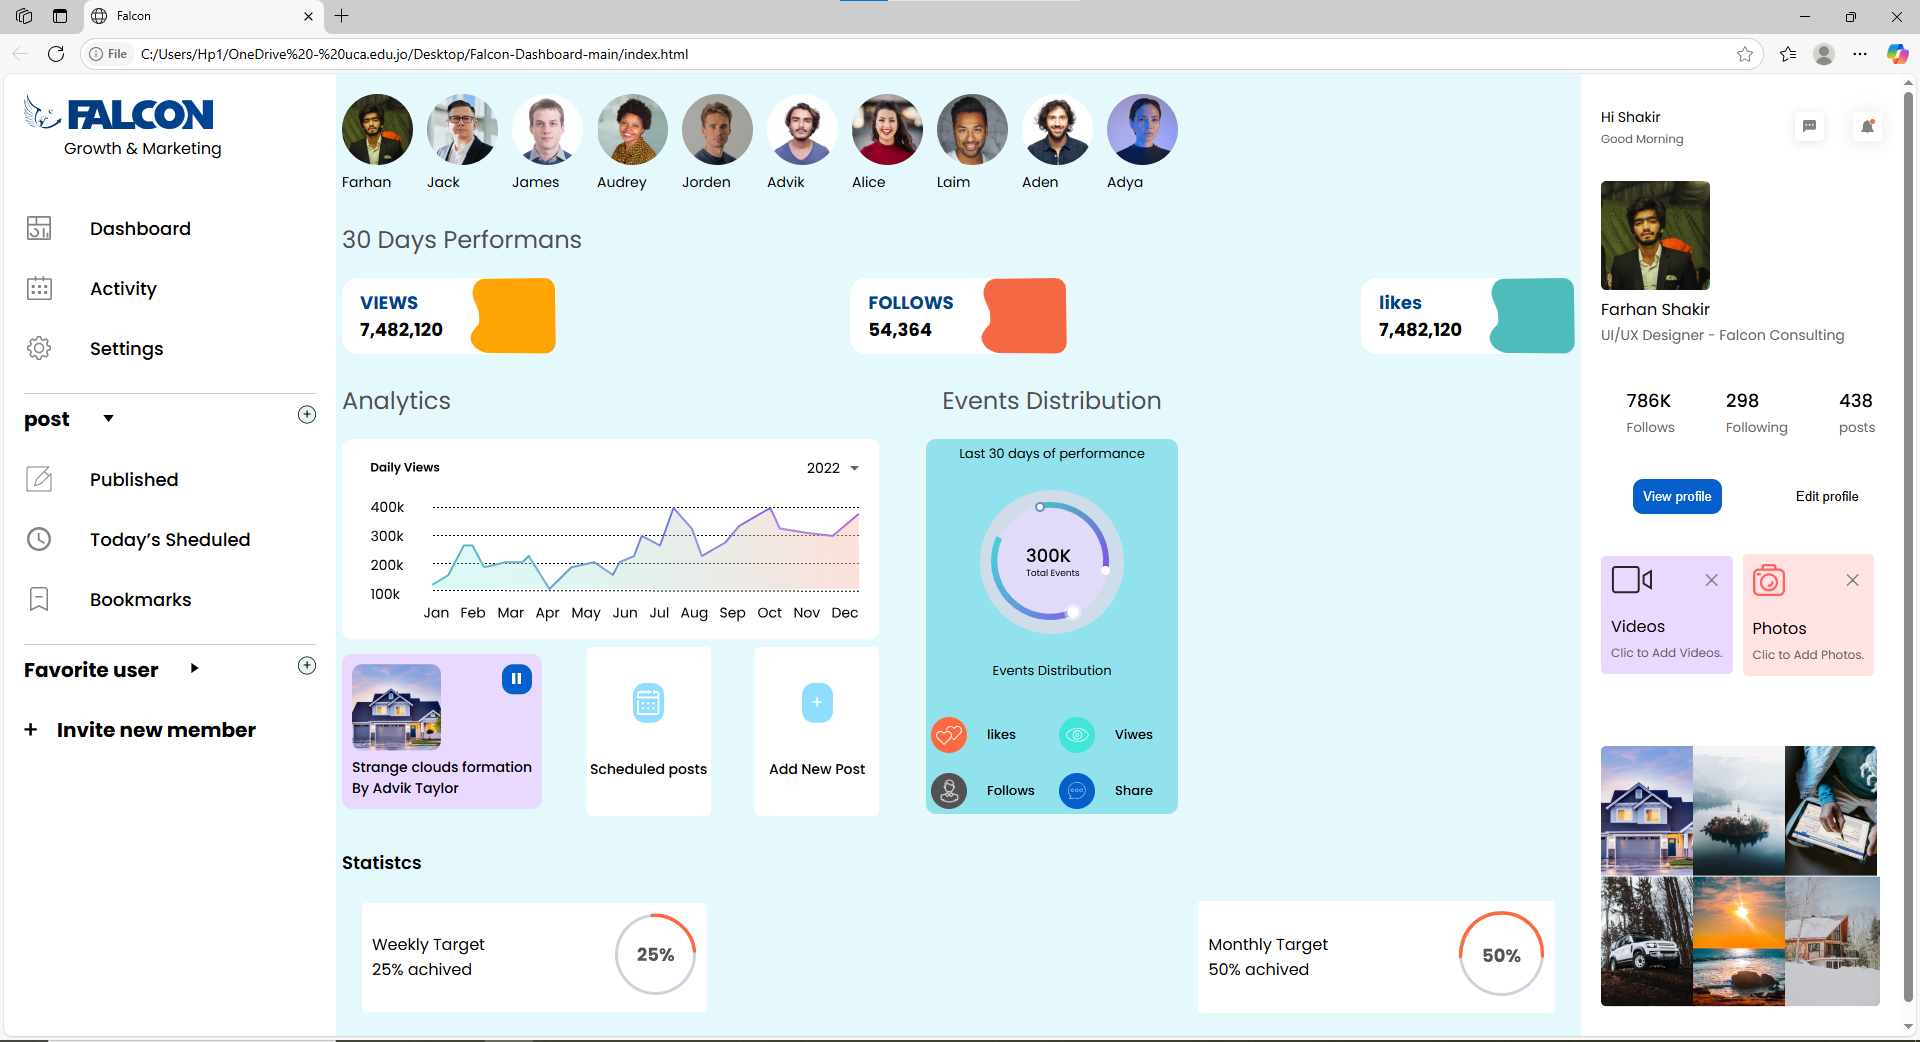 Falcon
File
C:/Users/Hp1/OneDrive%20-%20uca.edu.jo/Desktop/Falcon-Dashboard-main/index.html
FALCON
Growth & Marketing
Dashboard
Activity
Settings
post
Published
Today's Sheduled
Bookmarks
Favorite user
+ Invite new member
Farhan
Jack
James
Audrey
Jorden
Advik
Alice
Laim
Aden
Adya
30 Days Performans
VIEWS
7,482,120
FOLLOWS
54,364
likes
7,482,120
Analytics
Daily Views
2022
400k
300k
200k
100k
Jan Feb Mar Apr May Jun Jul Aug Sep Oct Nov Dec
Strange clouds formation
By Advik Taylor
Scheduled posts
Add New Post
Events Distribution
Last 30 days of performance
300K
Total Events
Events Distribution
likes
Viwes
Follows
Share
Statistcs
Weekly Target
25% achived
25%
Monthly Target
50% achived
50%
Hi Shakir
Good Morning
Farhan Shakir
UI/UX Designer - Falcon Consulting
786K
Follows
298
Following
438
posts
View profile
Edit profile
Videos
Clic to Add Videos.
Photos
Clic to Add Photos.